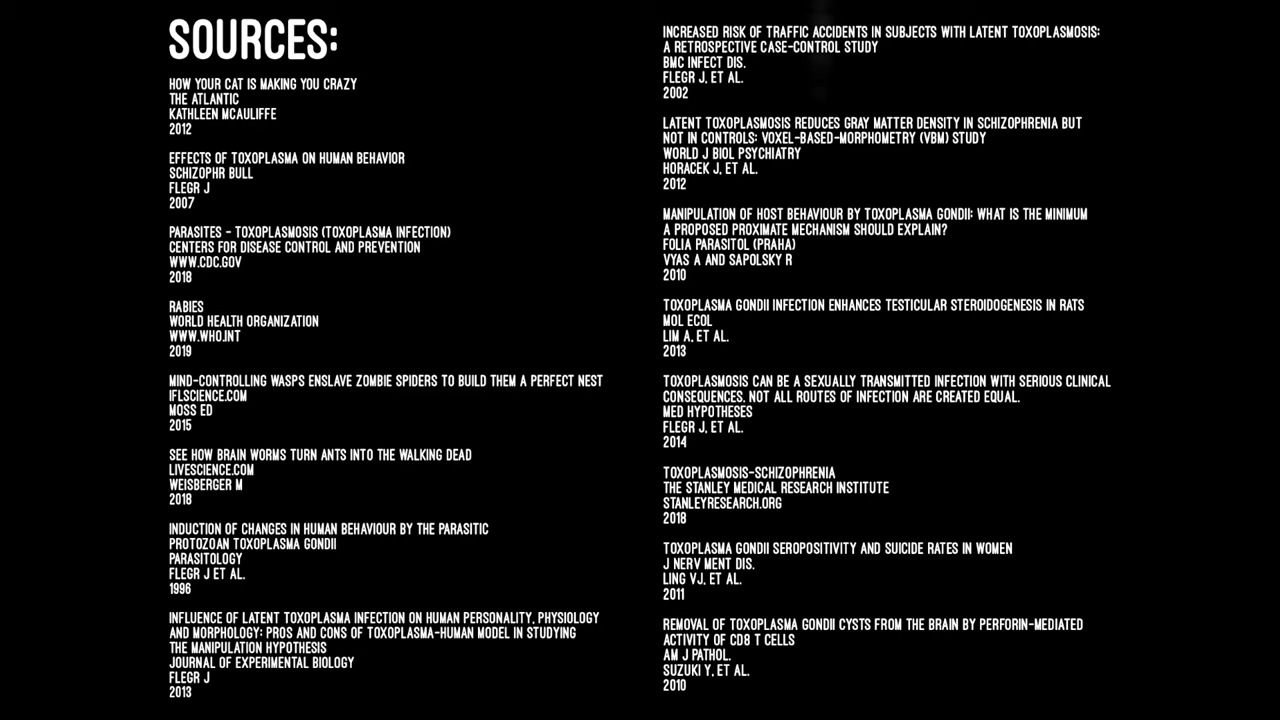 SOURCES:
HOW YOUR CAT IS MAKING YOU CRAZY
THE ATLANTIC
KATHLEEN MCAULIFFE
2012
EFFECTS OF TOXOPLASMA ON HUMAN BEHAVIOR
SCHIZOPHR BULL
FLEGR J
2007
PARASITES - TOXOPLASMOSIS (TOXOPLASMA INFECTION)
CENTERS FOR DISEASE CONTROL AND PREVENTION
WWW.CDC.GOV
2018
RABIES
WORLD HEALTH ORGANIZATION
WWW.WHO.INT
2019
MIND-CONTROLLING WASPS ENSLAVE ZOMBIE SPIDERS TO BUILD THEM A PERFECT NEST
IFLSCIENCE.COM
MOSS ED
2015
SEE HOW BRAIN WORMS TURN ANTS INTO THE WALKING DEAD
LIVESCIENCE.COM
WEISBERGER M
2018
INDUCTION OF CHANGES IN HUMAN BEHAVIOUR BY THE PARASITIC
PROTOZOAN TOXOPLASMA GONDII
PARASITOLOGY
FLEGR J ET AL.
1996
INFLUENCE OF LATENT TOXOPLASMA INFECTION ON HUMAN PERSONALITY, PHYSIOLOGY
AND MORPHOLOGY: PROS AND CONS OF TOXOPLASMA-HUMAN MODEL IN STUDYING
THE MANIPULATION HYPOTHESIS
JOURNAL OF EXPERIMENTAL BIOLOGY
FLEGR J
2013
INCREASED RISK OF TRAFFIC ACCIDENTS IN SUBJECTS WITH LATENT TOXOPLASMOSIS:
A RETROSPECTIVE CASE-CONTROL STUDY
BMC INFECT DIS.
FLEGR J, ET AL.
2002
LATENT TOXOPLASMOSIS REDUCES GRAY MATTER DENSITY IN SCHIZOPHRENIA BUT
NOT IN CONTROLS: VOXEL-BASED-MORPHOMETRY (VBM) STUDY
WORLD J BIOL PSYCHIATRY
HORACEK J, ET AL.
2012
MANIPULATION OF HOST BEHAVIOUR BY TOXOPLASMA GONDII: WHAT IS THE MINIMUM
A PROPOSED PROXIMATE MECHANISM SHOULD EXPLAIN?
FOLIA PARASITOL (PRAHA)
VYAS A AND SAPOLSKY R
2010
TOXOPLASMA GONDII INFECTION ENHANCES TESTICULAR STEROIDOGENESIS IN RATS
MOL ECOL
LIM A, ET AL.
2013
TOXOPLASMOSIS CAN BE A SEXUALLY TRANSMITTED INFECTION WITH SERIOUS CLINICAL
CONSEQUENCES. NOT ALL ROUTES OF INFECTION ARE CREATED EQUAL.
MED HYPOTHESES
FLEGR J, ET AL.
2014
TOXOPLASMOSIS-SCHIZOPHRENIA
THE STANLEY MEDICAL RESEARCH INSTITUTE
STANLEYRESEARCH.ORG
2018
TOXOPLASMA GONDII SEROPOSITIVITY AND SUICIDE RATES IN WOMEN
J NERV MENT DIS.
LING VJ, ET AL.
2011
REMOVAL OF TOXOPLASMA GONDII CYSTS FROM THE BRAIN BY PERFORIN-MEDIATED
ACTIVITY OF CD8 T CELLS
AM J PATHOL.
SUZUKI Y, ET AL.
2010